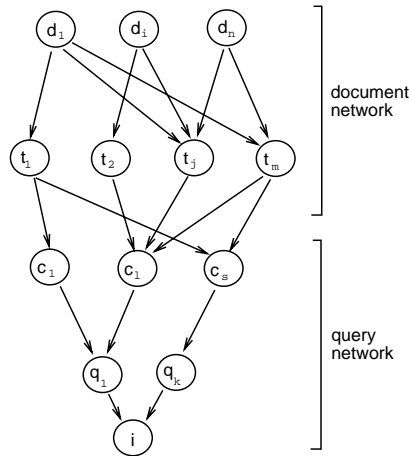 d1 di dn
document
network
t1 t2 tj tm
c1 cl cs
query
network
q1 qk
i